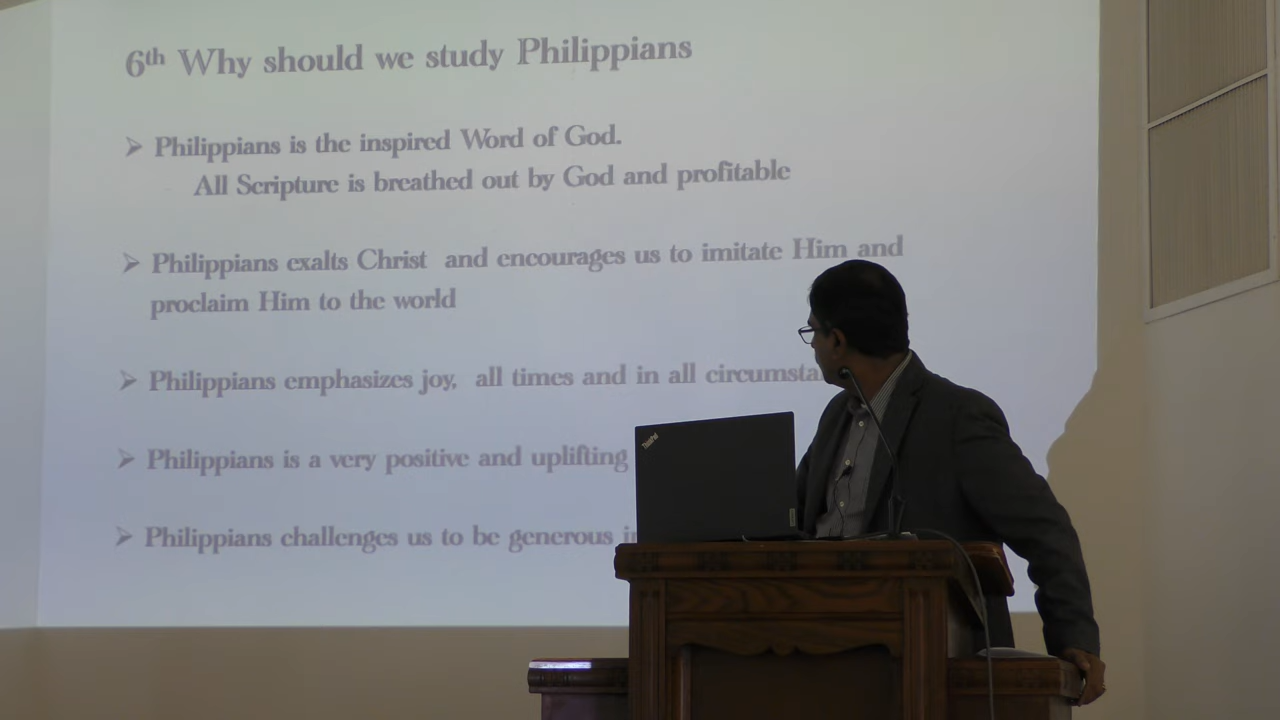 6th Why should we study Philippians
➢ Philippians is the inspired Word of God.
All Scripture is breathed out by God and profitable
➢ Philippians exalts Christ and encourages us to imitate Him and
proclaim Him to the world
➢ Philippians emphasizes joy, all times and in all
➢ Philippians is a very positive and uplifting
➢ Philippians challenges us to be generous
ThinkPad